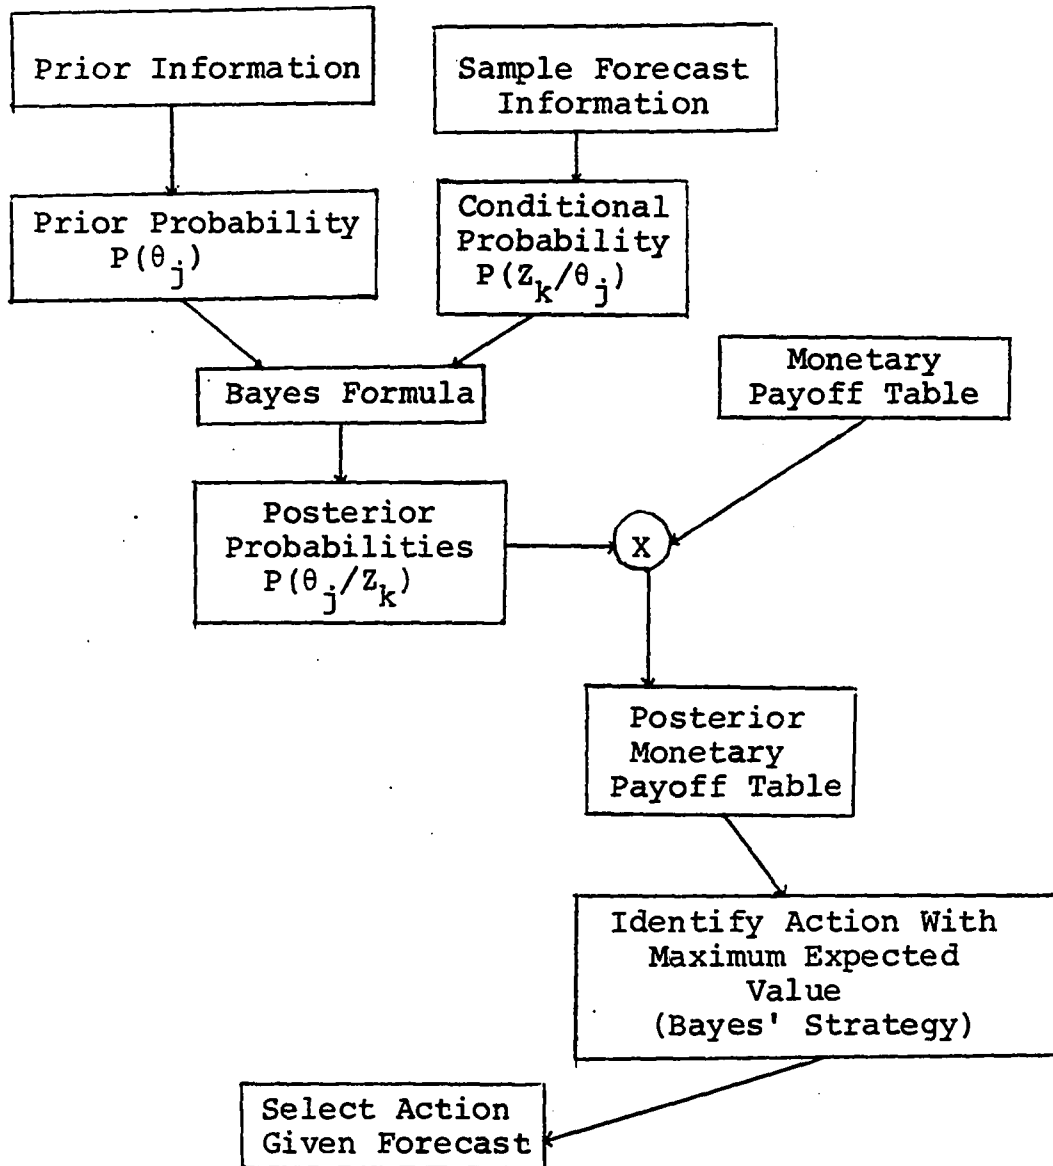 Prior Information
Sample Forecast
Information
Prior Probability
P(θj)
Conditional
Probability
P(Zk/θj)
Bayes Formula
Monetary
Payoff Table
Posterior
Probabilities
P(θj/Zk)
X
Posterior
Monetary
Payoff Table
Identify Action With
Maximum Expected
Value
(Bayes' Strategy)
Select Action
Given Forecast